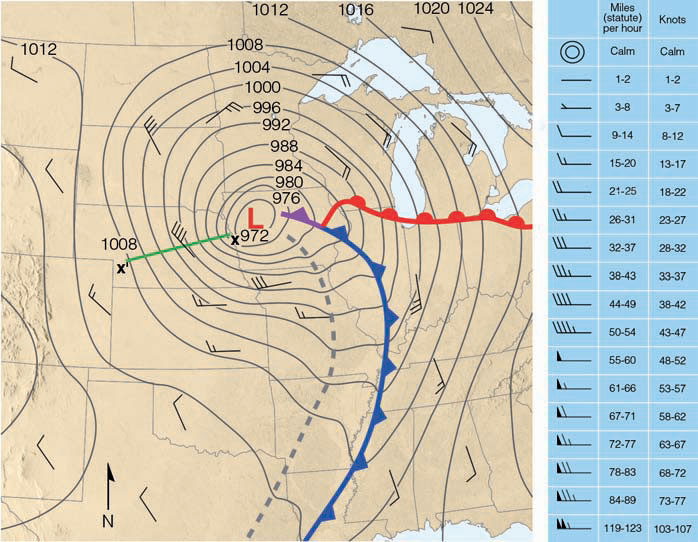 1012 1016 1020 1024
1012
1008
1004
1000
996
992
988
984
980
976
L
x 972
1008
x'
N
Miles
(statute)
per hour
Knots
Calm Calm
1-2 1-2
3-8 3-7
9-14 8-12
15-20 13-17
21-25 18-22
26-31 23-27
32-37 28-32
38-43 33-37
44-49 38-42
50-54 43-47
55-60 48-52
61-66 53-57
67-71 58-62
72-77 63-67
78-83 68-72
84-89 73-77
119-123 103-107